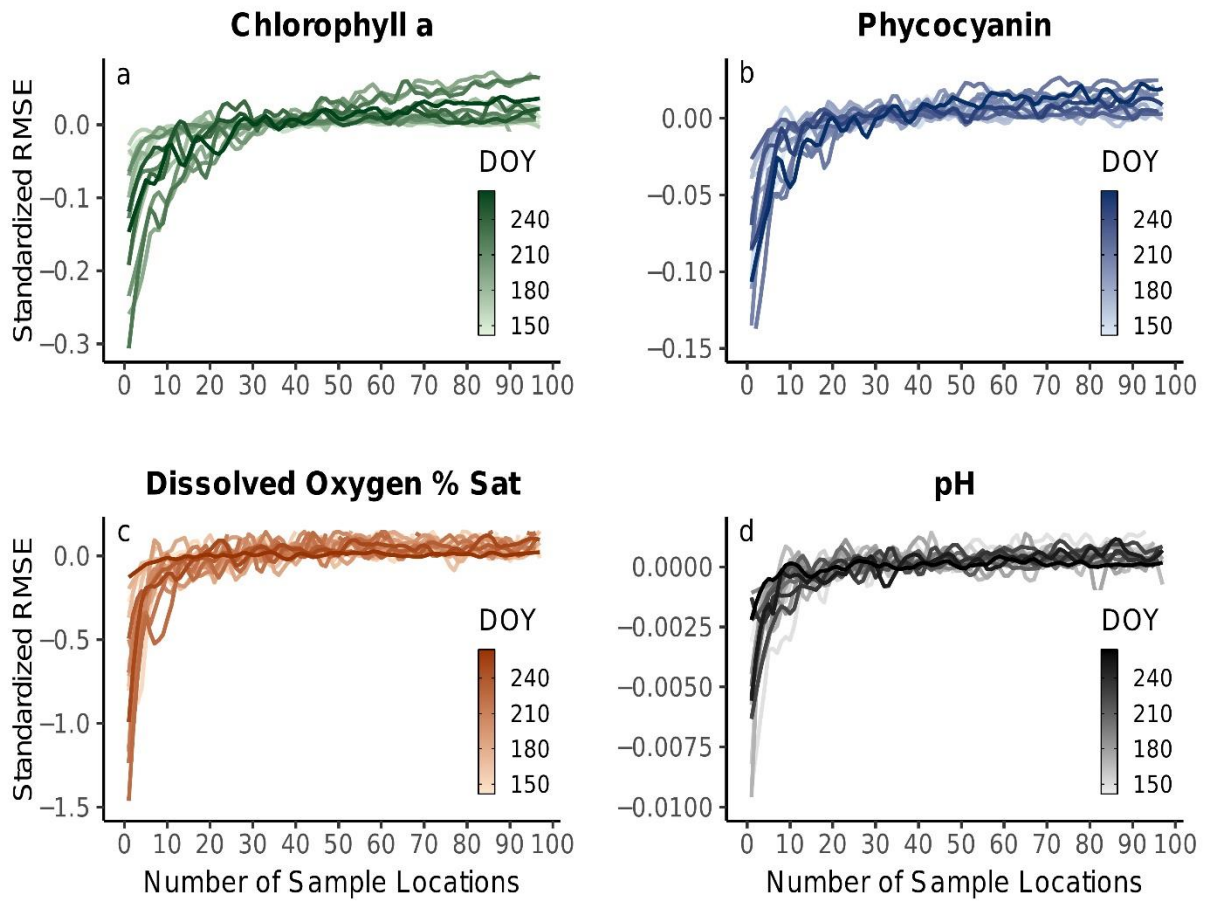 Chlorophyll a
Phycocyanin
a
Standardized RMSE
0.0
−0.1
−0.2
−0.3
DOY
240
210
180
150
0 10 20 30 40 50 60 70 80 90 100
b
0.00
−0.05
−0.10
−0.15
DOY
240
210
180
150
0 10 20 30 40 50 60 70 80 90 100
Dissolved Oxygen % Sat
pH
c
Standardized RMSE
0.0
−0.5
−1.0
−1.5
DOY
240
210
180
150
0 10 20 30 40 50 60 70 80 90 100
Number of Sample Locations
d
0.0000
−0.0025
−0.0050
−0.0075
−0.0100
DOY
240
210
180
150
0 10 20 30 40 50 60 70 80 90 100
Number of Sample Locations